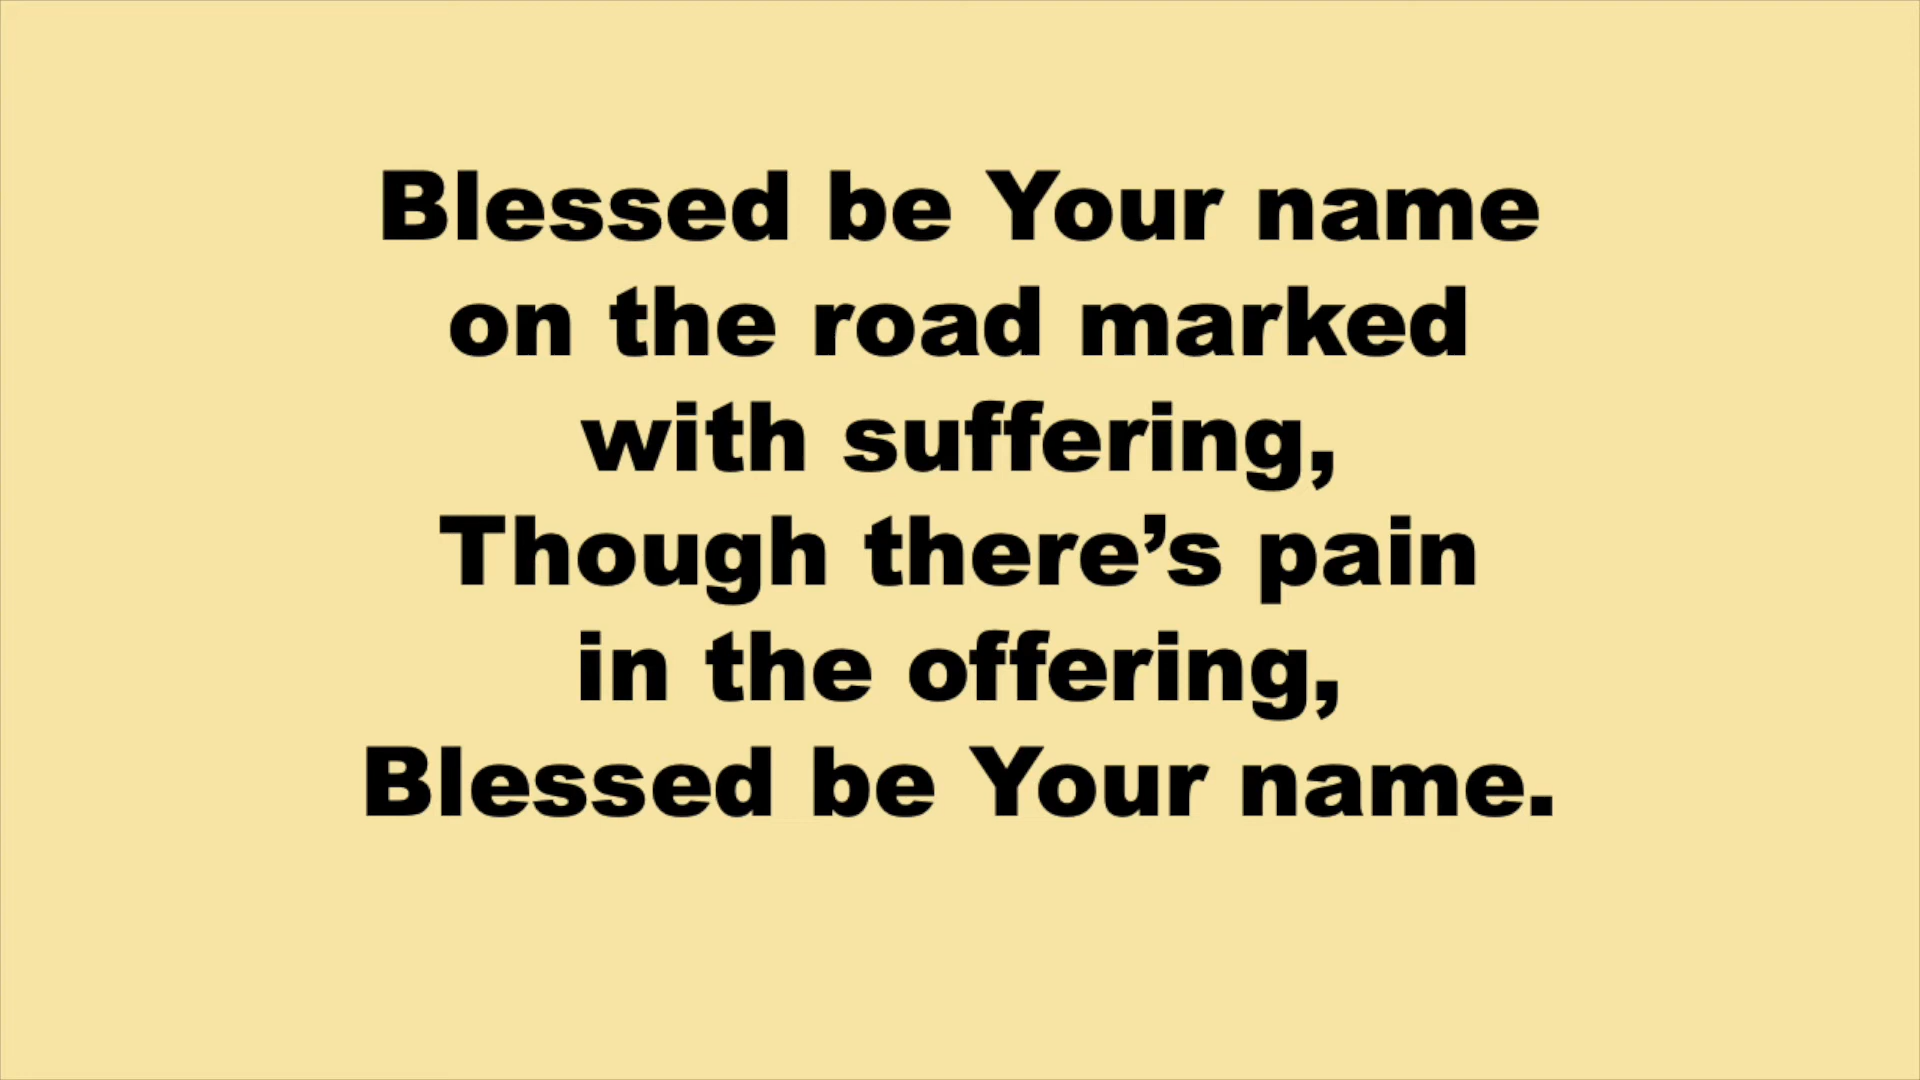 Blessed be Your name
on the road marked
with suffering,
Though there’s pain
in the offering,
Blessed be Your name.